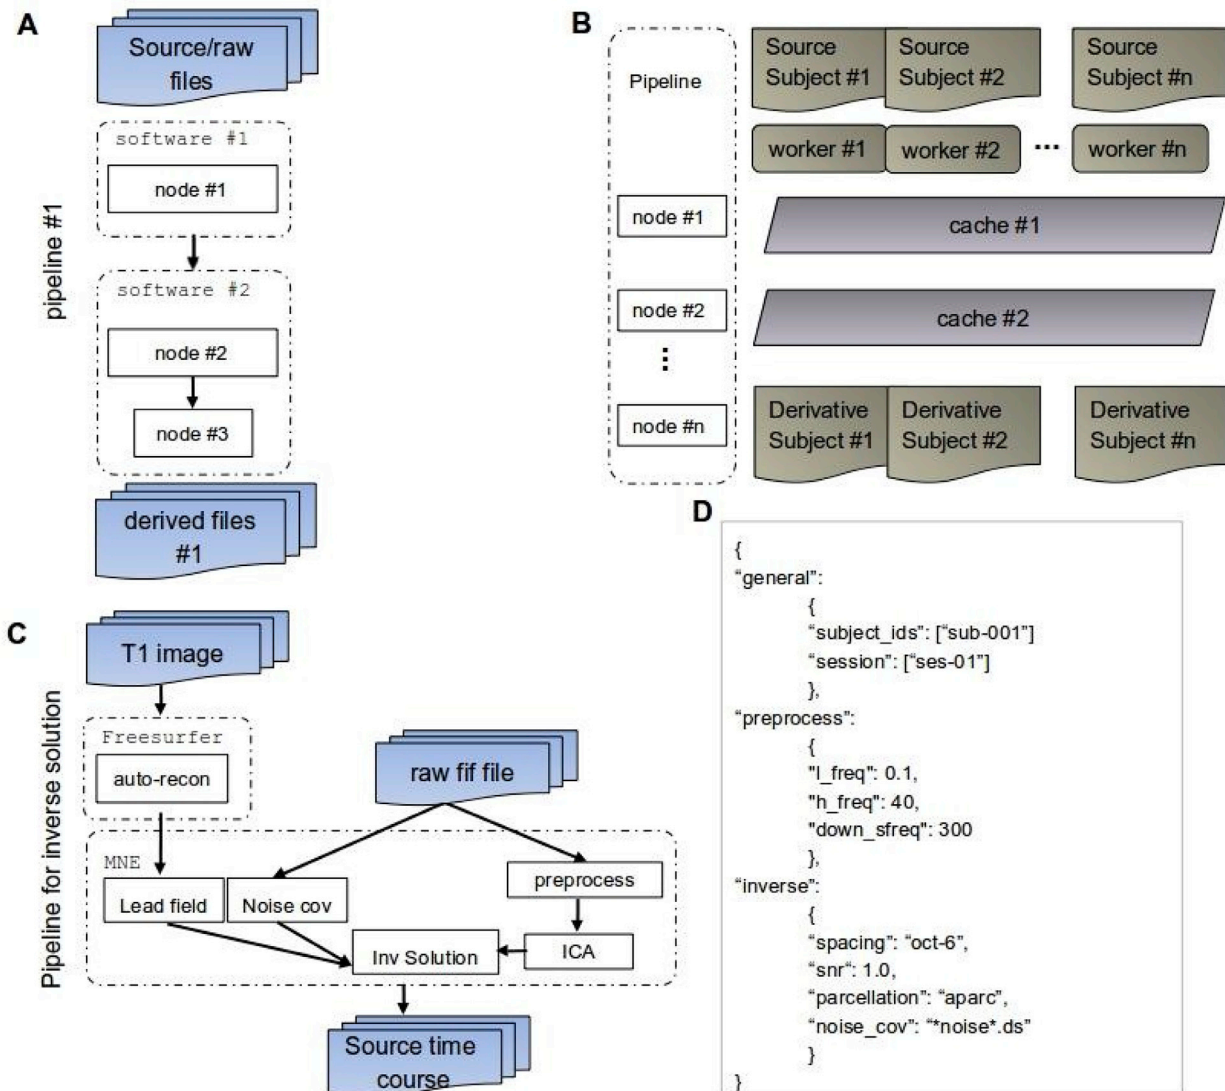 A
Source/raw
files
pipeline #1
software #1
node #1
software #2
node #2
node #3
derived files
#1
B
Pipeline
Source
Subject #1
Source
Subject #2
Source
Subject #n
worker #1
worker #2
...
worker #n
node #1
cache #1
node #2
cache #2
node #n
Derivative
Subject #1
Derivative
Subject #2
Derivative
Subject #n
C
Pipeline for inverse solution
T1 image
Freesurfer
auto-recon
raw fif file
MNE
Lead field
Noise cov
preprocess
Inv Solution
ICA
Source time
course
D
{
“general”:
{
“subject_ids”: [“sub-001”]
“session”: [“ses-01”]
},
“preprocess”:
{
"l_freq": 0.1,
"h_freq": 40,
"down_sfreq": 300
},
“inverse”:
{
“spacing”: “oct-6”,
“snr“: 1.0,
“parcellation”: “aparc”,
“noise_cov”: “*noise*.ds”
}
}